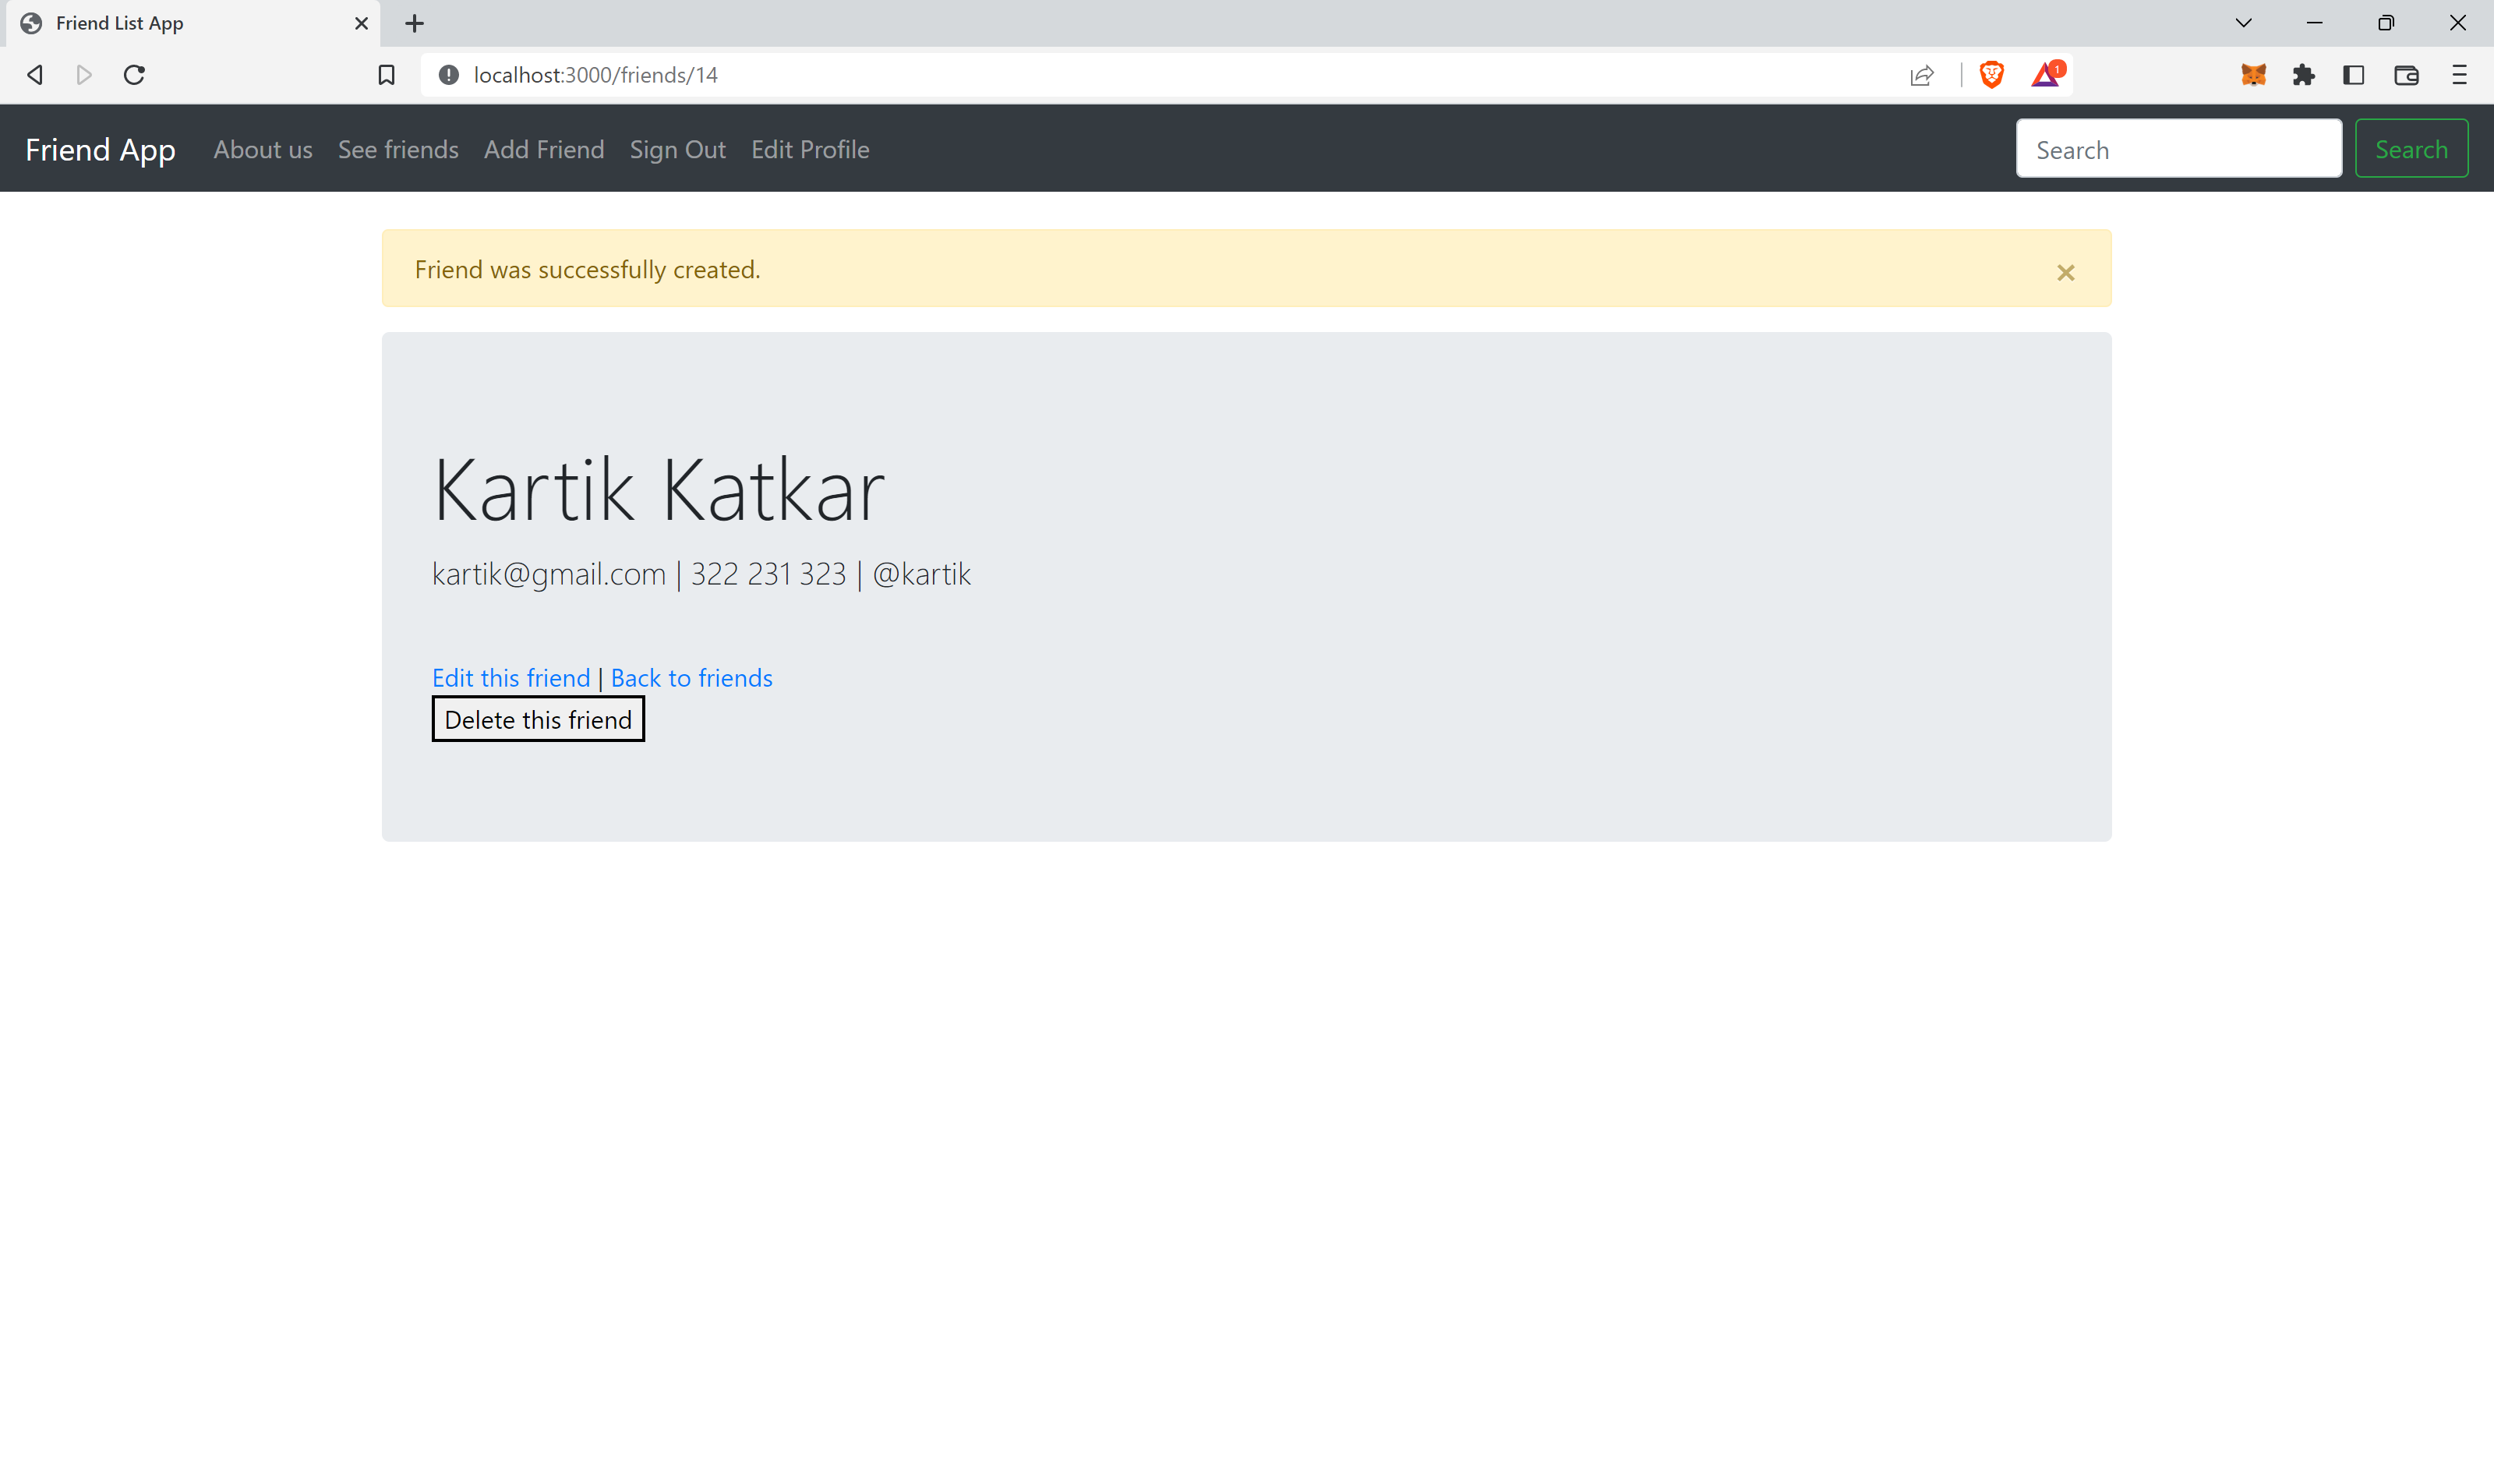 Friend List App
localhost:3000/friends/14
1
Friend App About us See friends Add Friend Sign Out Edit Profile Search Search
Friend was successfully created. ×
Kartik Katkar
kartik@gmail.com | 322 231 323 | @kartik
Edit this friend | Back to friends
Delete this friend